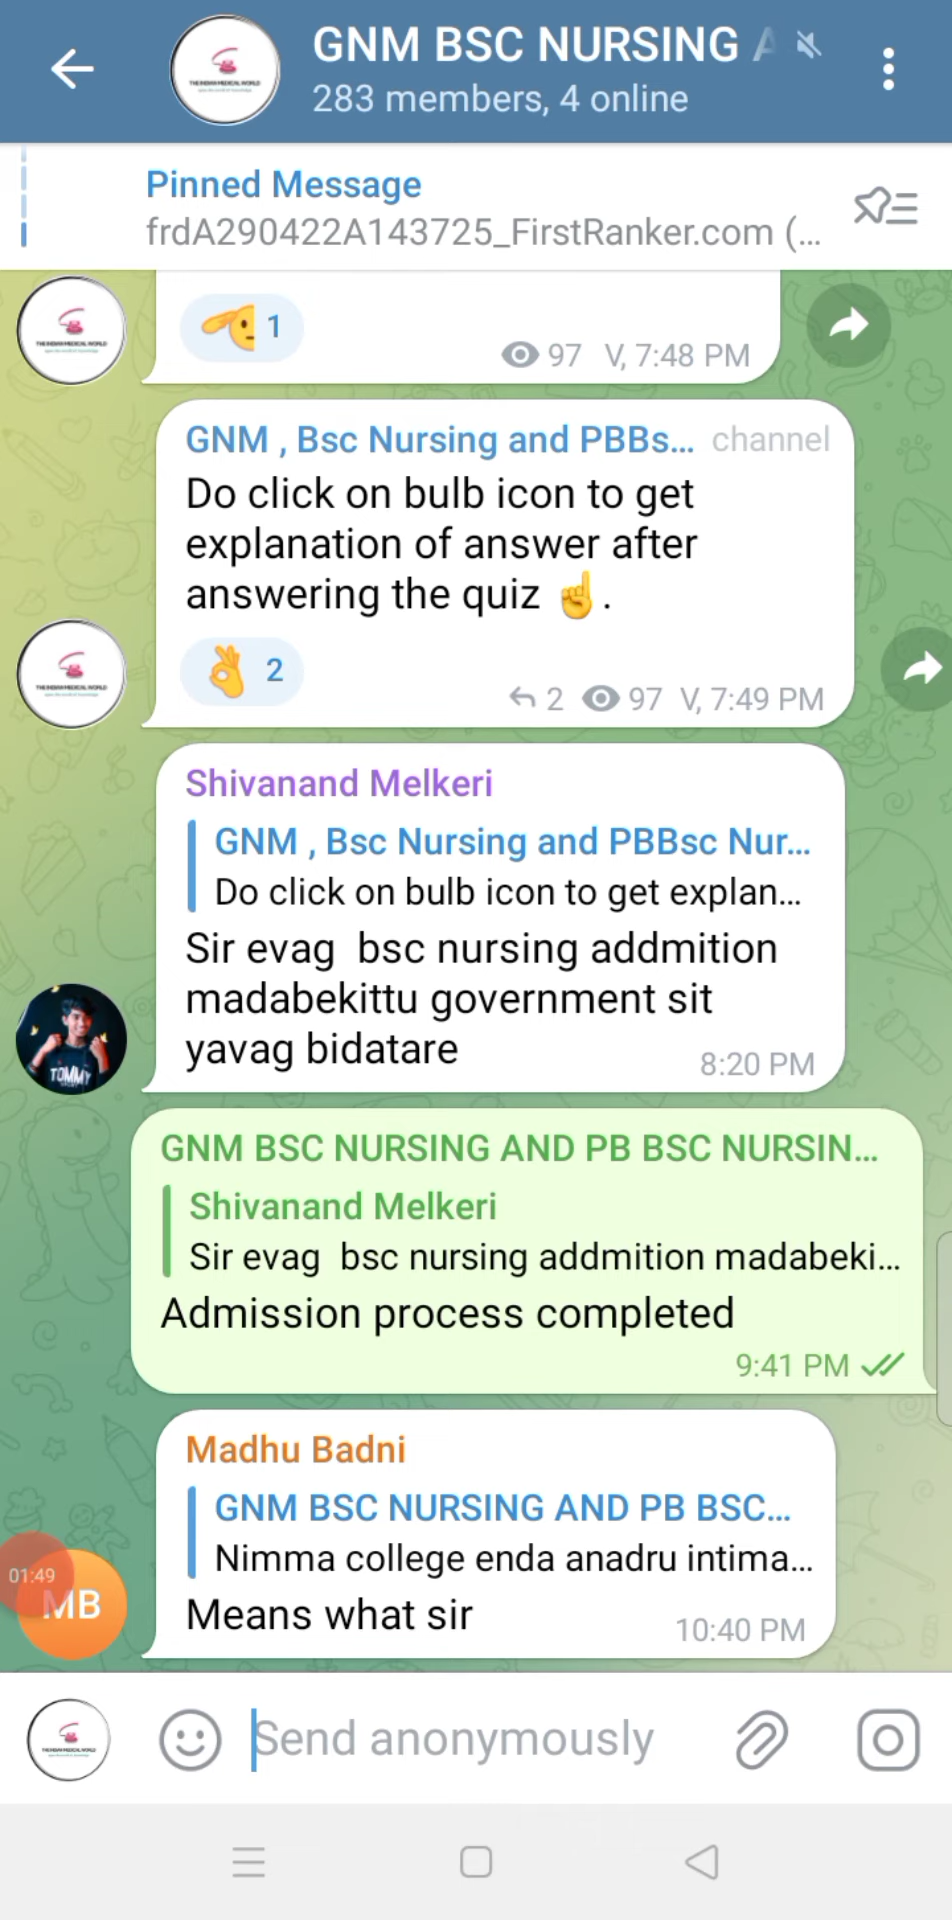 GNM BSC NURSING A
283 members, 4 online
Pinned Message
frdA290422A143725_FirstRanker.com (...
1
97 V, 7:48 PM
GNM , Bsc Nursing and PBBs... channel
Do click on bulb icon to get
explanation of answer after
answering the quiz ☝️.
2
2 97 V, 7:49 PM
Shivanand Melkeri
GNM , Bsc Nursing and PBBsc Nur...
Do click on bulb icon to get explan...
Sir evag  bsc nursing addmition
madabekittu government sit
yavag bidatare
8:20 PM
TOMMY
GNM BSC NURSING AND PB BSC NURSIN...
Shivanand Melkeri
Sir evag  bsc nursing addmition madabeki...
Admission process completed
9:41 PM
Madhu Badni
GNM BSC NURSING AND PB BSC...
Nimma college enda anadru intima...
Means what sir
10:40 PM
01:49
MB
Send anonymously